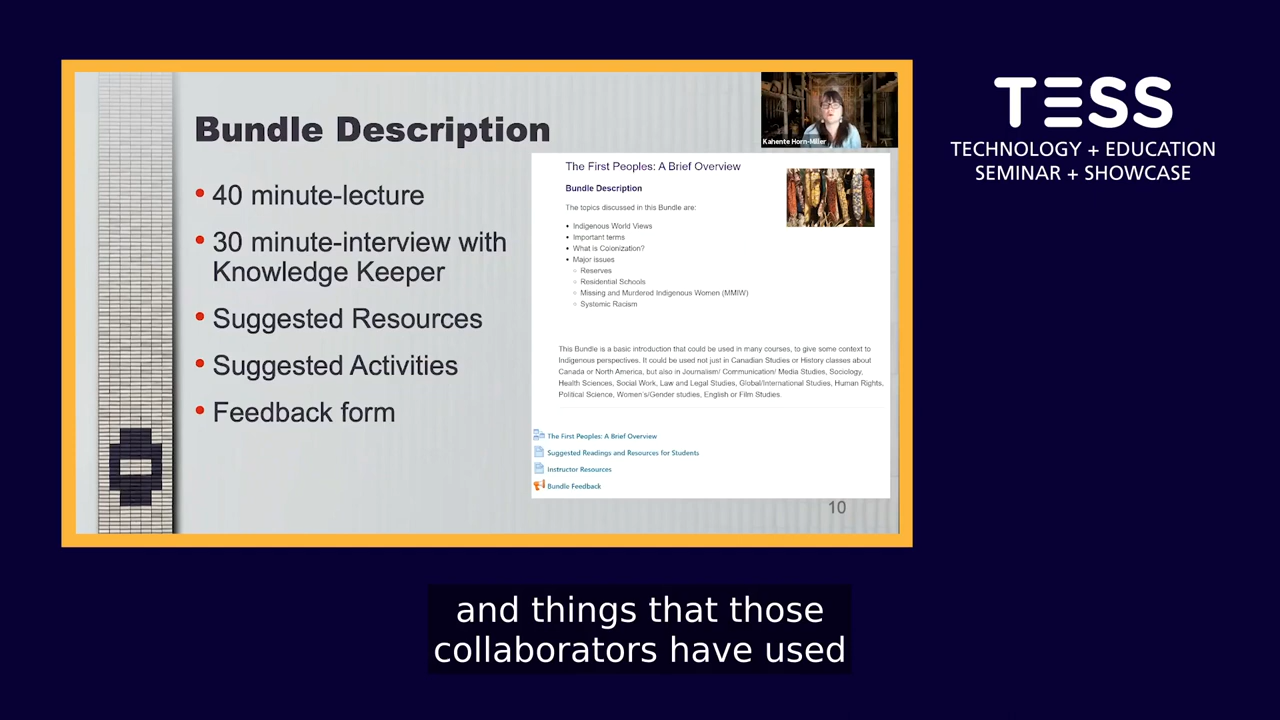 Bundle Description
• 40 minute-lecture
• 30 minute-interview with
Knowledge Keeper
• Suggested Resources
• Suggested Activities
• Feedback form
Kahente Horn-Miller
The First Peoples: A Brief Overview
Bundle Description
The topics discussed in this Bundle are:
• Indigenous World Views
• Important terms
• What is Colonization?
• Major issues
○ Reserves
○ Residential Schools
○ Missing and Murdered Indigenous Women (MMIW)
○ Systemic Racism
This Bundle is a basic introduction that could be used in many courses, to give some context to
Indigenous perspectives. It could be used not just in Canadian Studies or History classes about
Canada or North America, but also in Journalism/ Communication/ Media Studies, Sociology,
Health Sciences, Social Work, Law and Legal Studies, Global/International Studies, Human Rights,
Political Science, Women's/Gender studies, English or Film Studies.
The First Peoples: A Brief Overview
Suggested Readings and Resources for Students
Instructor Resources
Bundle Feedback
10
TESS
TECHNOLOGY + EDUCATION
SEMINAR + SHOWCASE
and things that those
collaborators have used